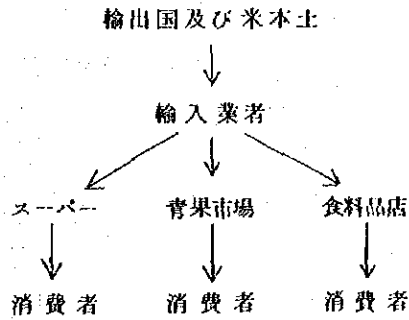 輸出国及び米本土
輸入業者
スーパー 青果市場 食料品店
消費者 消費者 消費者